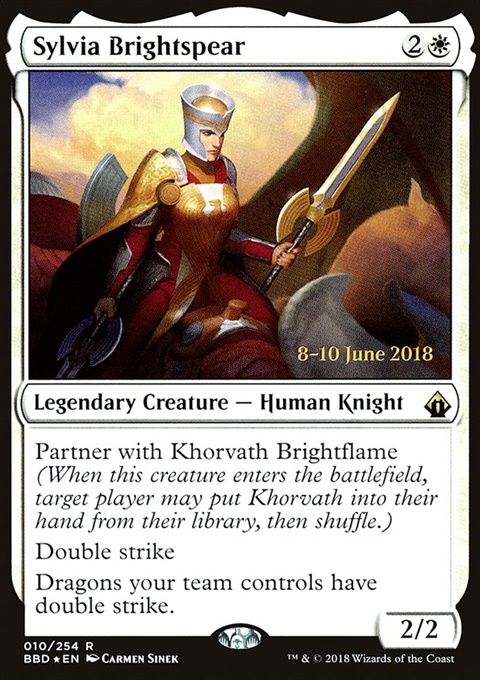 Sylvia Brightspear 2
8–10 June 2018
Legendary Creature — Human Knight
Partner with Khorvath Brightflame
(When this creature enters the battlefield,
target player may put Khorvath into their
hand from their library, then shuffle.)
Double strike
Dragons your team controls have
double strike.
2/2
010/254 R
BBD ★ EN Carmen Sinek
™ & © 2018 Wizards of the Coast